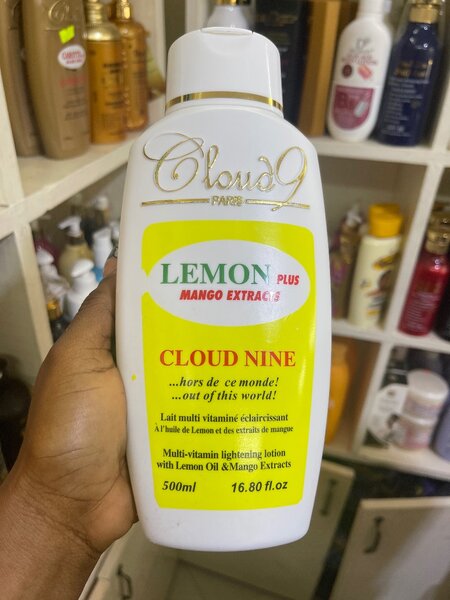 Cloud9
PARIS
LEMON PLUS
MANGO EXTRACTS
CLOUD NINE
...hors de ce monde!
...out of this world!
Lait multi vitaminé éclaircissant
À l'huile de Lemon et des extraits de mangue
Multi-vitamin lightening lotion
with Lemon Oil &Mango Extracts
500ml 16.80 fl.oz